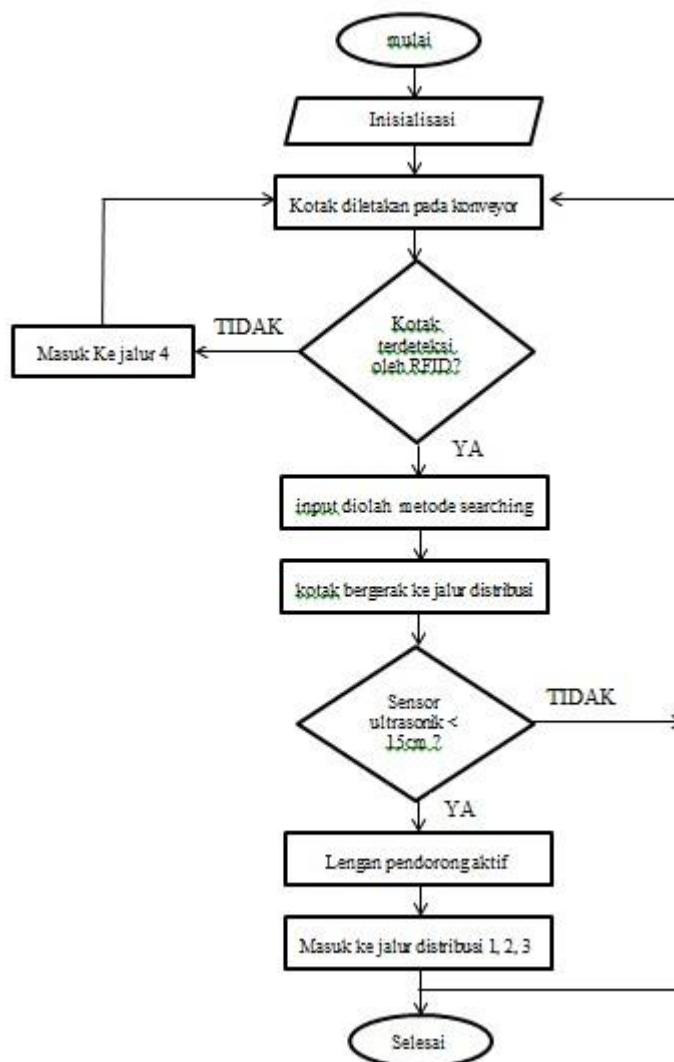 mulai
Inisialisasi
Kotak diletakan pada konveyor
TIDAK
Kotak
terdeteksi
oleh RFID?
Masuk Ke jalur 4
YA
input diolah metode searching
kotak bergerak ke jalur distribusi
TIDAK
Sensor
ultrasonik <
15cm ?
YA
Lengan pendorong aktif
Masuk ke jalur distribusi 1, 2, 3
Selesai